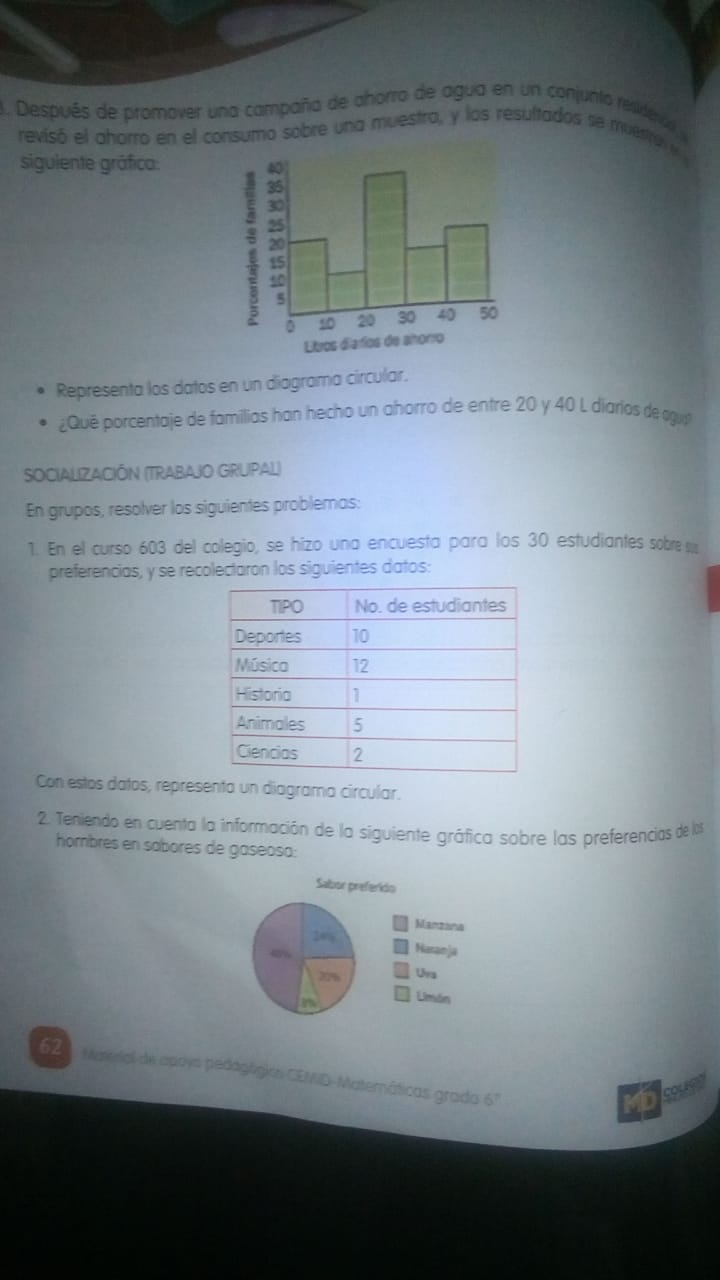 . Después de promover una campaña de ahorro de agua en un conjunto
revisó el ahorro en el consumo sobre una muestra, y los resultados se
siguiente gráfica:
Porcentajes de familias
40
35
30
25
20
15
10
5
0 10 20 30 40 50
Litros diarios de ahorro
• Representa los datos en un diagrama circular.
• ¿Qué porcentaje de familias han hecho un ahorro de entre 20 y 40 L diarios de agua?
SOCIALIZACIÓN (TRABAJO GRUPAL)
En grupos, resolver los siguientes problemas:
1. En el curso 603 del colegio, se hizo una encuesta para los 30 estudiantes sobre sus
preferencias, y se recolectaron los siguientes datos:
TIPO No. de estudiantes
Deportes 10
Música 12
Historia 1
Animales 5
Ciencias 2
Con estos datos, representa un diagrama circular.
2. Teniendo en cuenta la información de la siguiente gráfica sobre las preferencias de los
hombres en sabores de gaseosa:
Sabor preferido
24%
20%
8%
Manzana
Naranja
Uva
Limón
62 Material de apoyo pedagógico CEMID-Matemáticas grado 6°
MD COLEGIOS